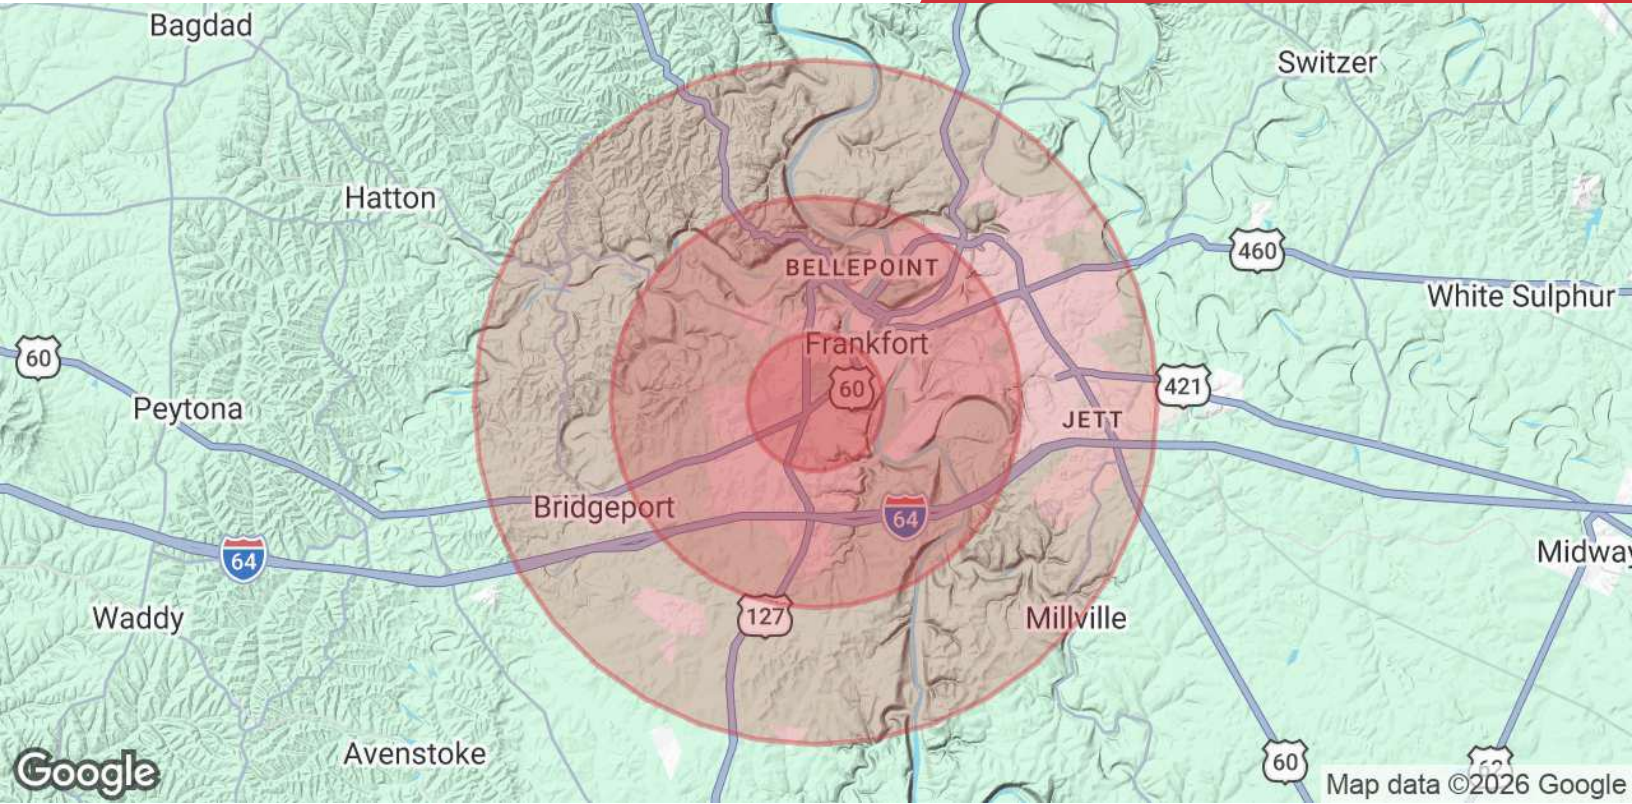 Bagdad
Switzer
Hatton
460
BELLEPOINT
White Sulphur
Frankfort
60
60
421
Peytona
JETT
Bridgeport
64
64
Midway
Waddy
127
Millville
Avenstoke
60
62
Google
Map data ©2026 Google